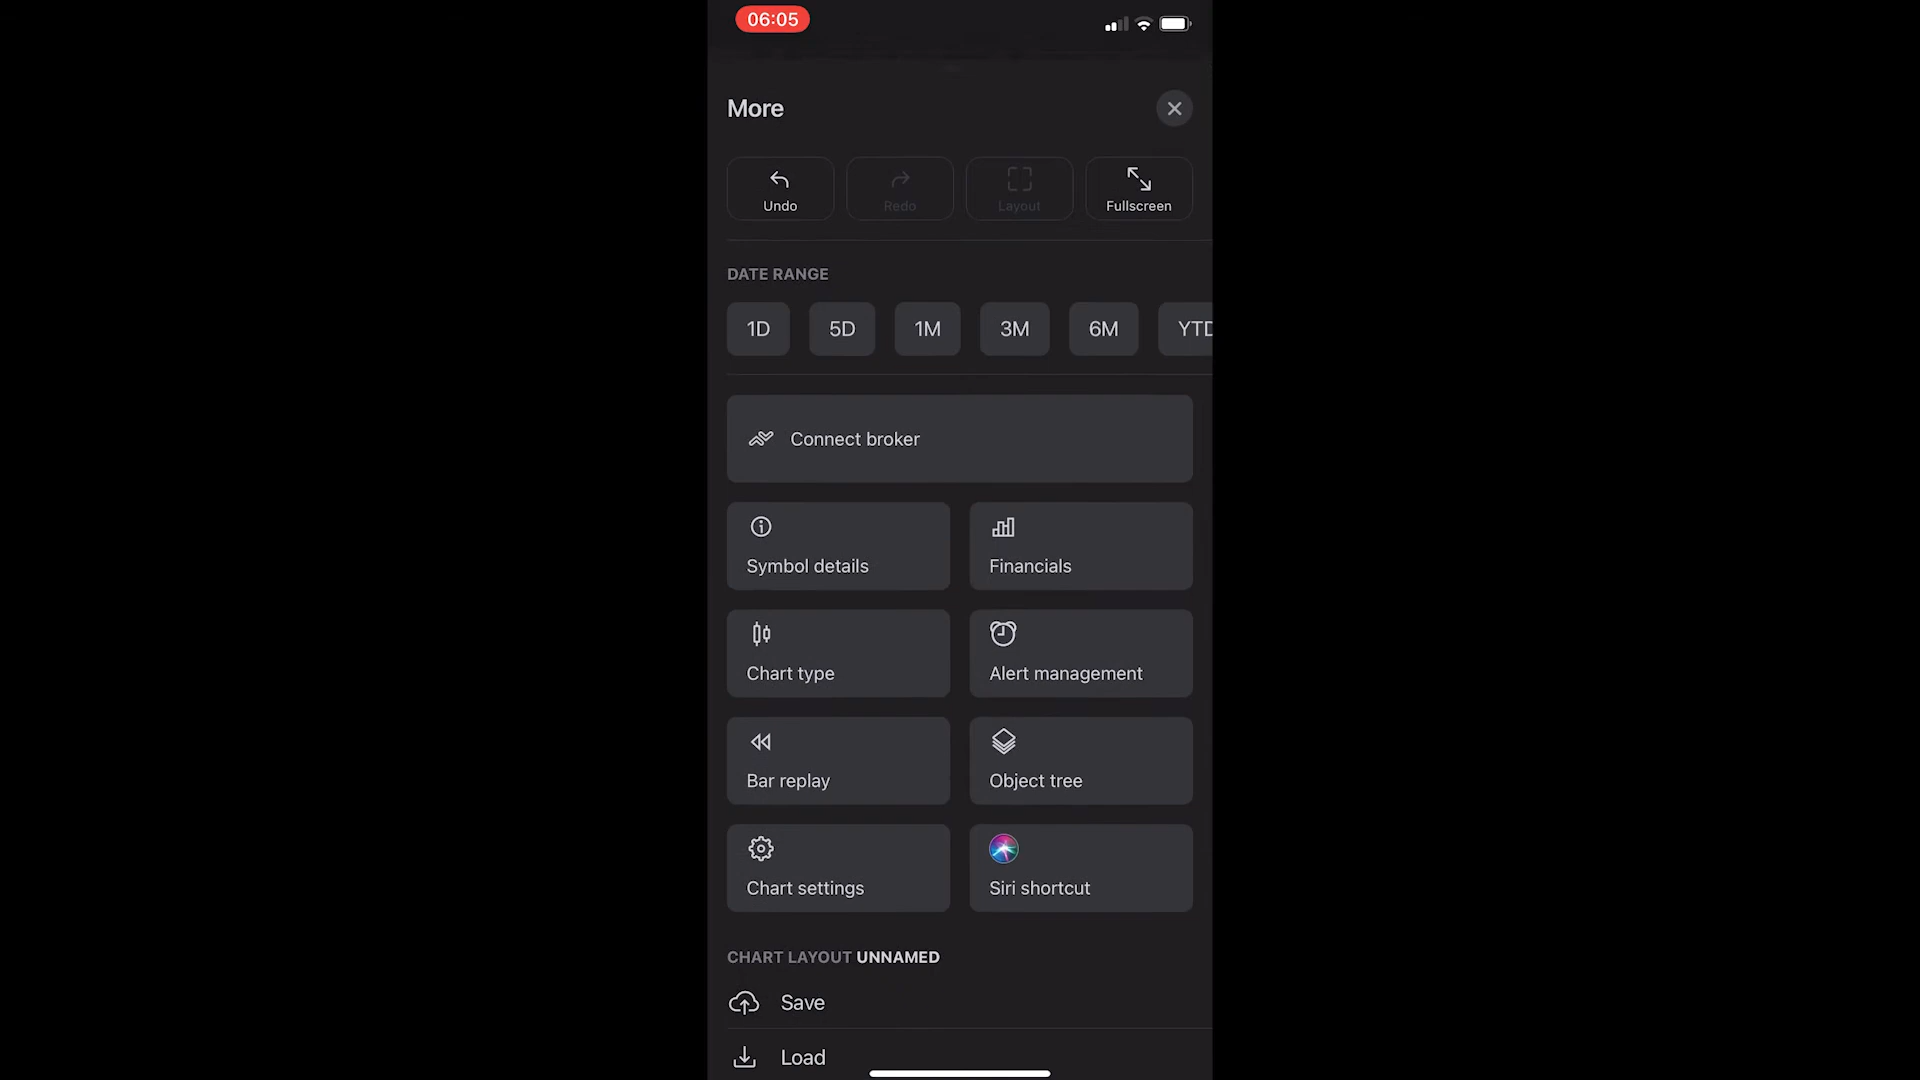 06:05
More
Undo
Redo
Layout
Fullscreen
DATE RANGE
1D
5D
1M
3M
6M
YTD
Connect broker
Symbol details
Financials
Chart type
Alert management
Bar replay
Object tree
Chart settings
Siri shortcut
CHART LAYOUT UNNAMED
Save
Load